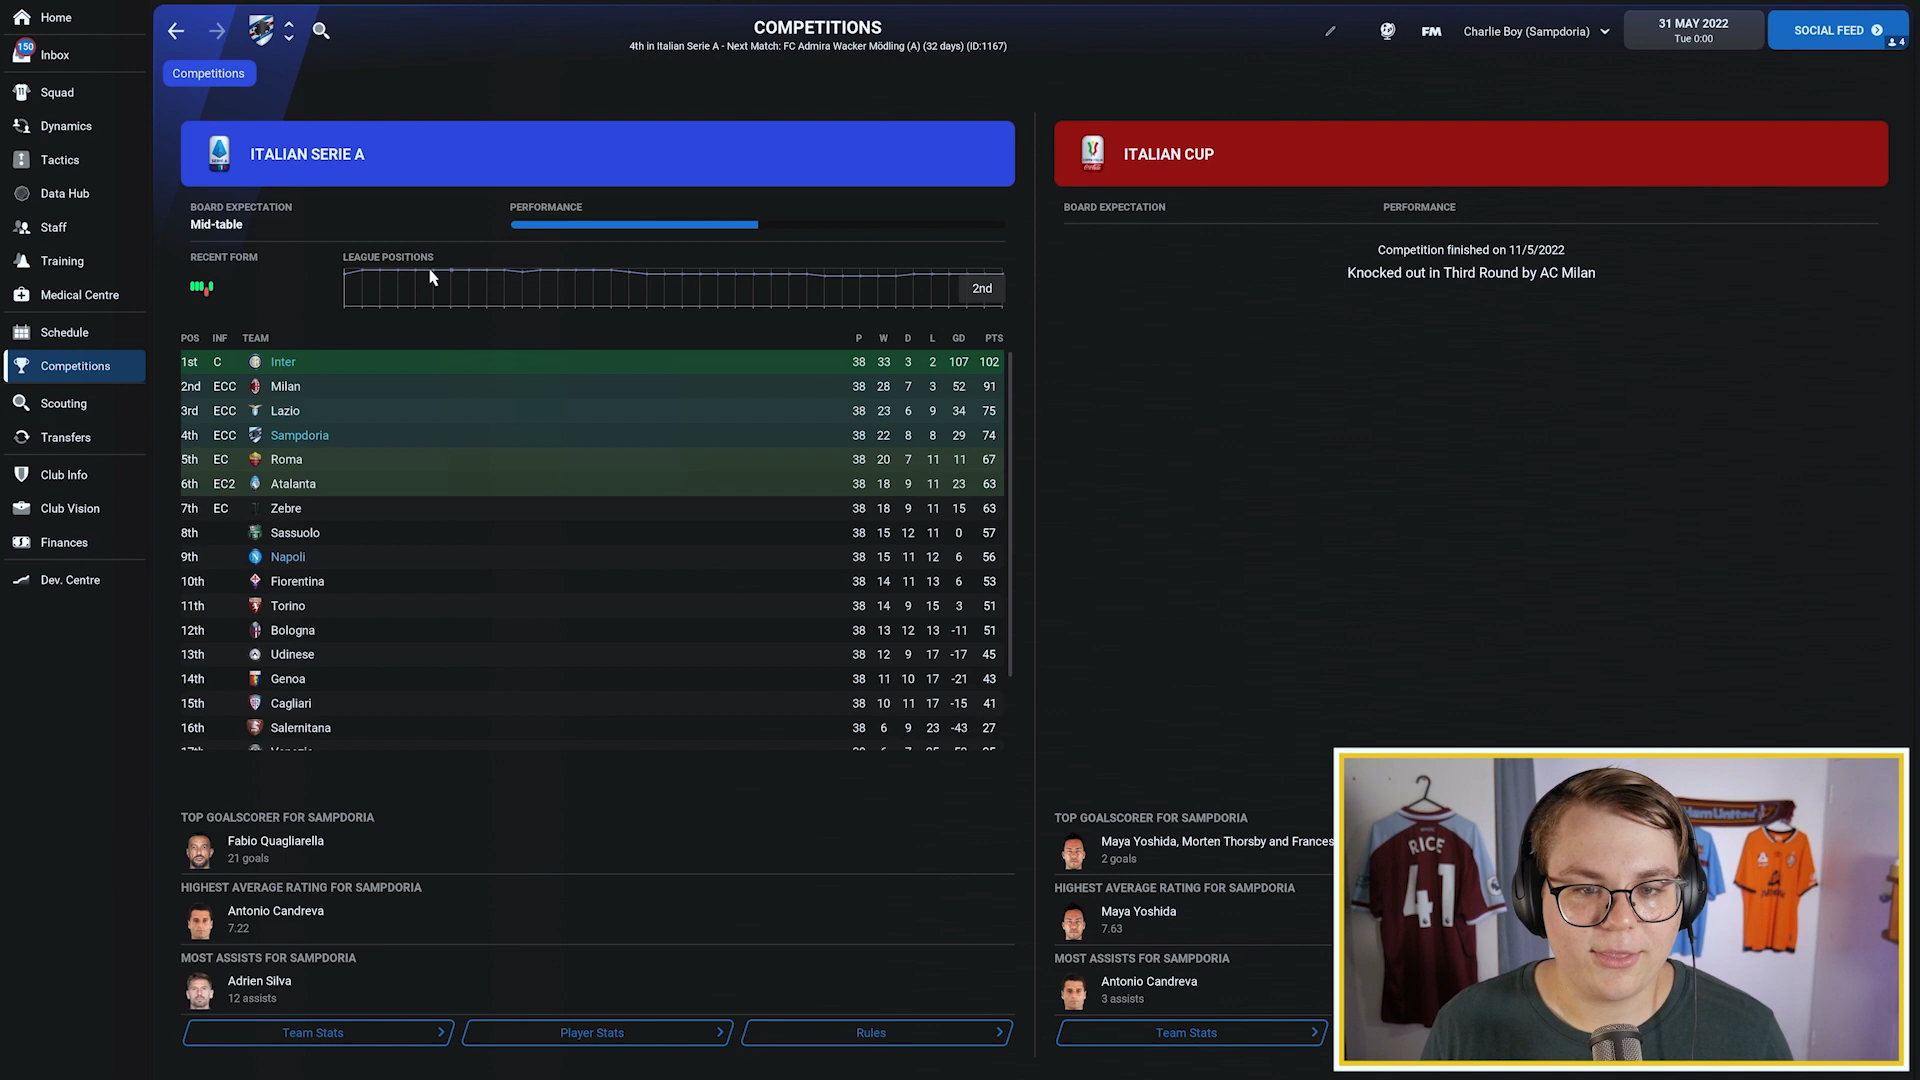 Home
150
Inbox
Squad
Dynamics
Tactics
Data Hub
Staff
Training
Medical Centre
Schedule
Competitions
Scouting
Transfers
Club Info
Club Vision
Finances
Dev. Centre
COMPETITIONS
4th in Italian Serie A - Next Match: FC Admira Wacker Mödling (A) (32 days) (ID:1167)
FM
Charlie Boy (Sampdoria)
31 MAY 2022
Tue 0:00
SOCIAL FEED
4
Competitions
ITALIAN SERIE A
BOARD EXPECTATION
Mid-table
PERFORMANCE
RECENT FORM
LEAGUE POSITIONS
2nd
POS INF TEAM P W D L GD PTS
1st C Inter 38 33 3 2 107 102
2nd ECC Milan 38 28 7 3 52 91
3rd ECC Lazio 38 23 6 9 34 75
4th ECC Sampdoria 38 22 8 8 29 74
5th EC Roma 38 20 7 11 11 67
6th EC2 Atalanta 38 18 9 11 23 63
7th EC Zebre 38 18 9 11 15 63
8th Sassuolo 38 15 12 11 0 57
9th Napoli 38 15 11 12 6 56
10th Fiorentina 38 14 11 13 6 53
11th Torino 38 14 9 15 3 51
12th Bologna 38 13 12 13 -11 51
13th Udinese 38 12 9 17 -17 45
14th Genoa 38 11 10 17 -21 43
15th Cagliari 38 10 11 17 -15 41
16th Salernitana 38 6 9 23 -43 27
TOP GOALSCORER FOR SAMPDORIA
Fabio Quagliarella
21 goals
HIGHEST AVERAGE RATING FOR SAMPDORIA
Antonio Candreva
7.22
MOST ASSISTS FOR SAMPDORIA
Adrien Silva
12 assists
Team Stats
Player Stats
Rules
ITALIAN CUP
BOARD EXPECTATION
PERFORMANCE
Competition finished on 11/5/2022
Knocked out in Third Round by AC Milan
TOP GOALSCORER FOR SAMPDORIA
Maya Yoshida, Morten Thorsby and Frances
2 goals
HIGHEST AVERAGE RATING FOR SAMPDORIA
Maya Yoshida
7.63
MOST ASSISTS FOR SAMPDORIA
Antonio Candreva
3 assists
Team Stats
RICE
41